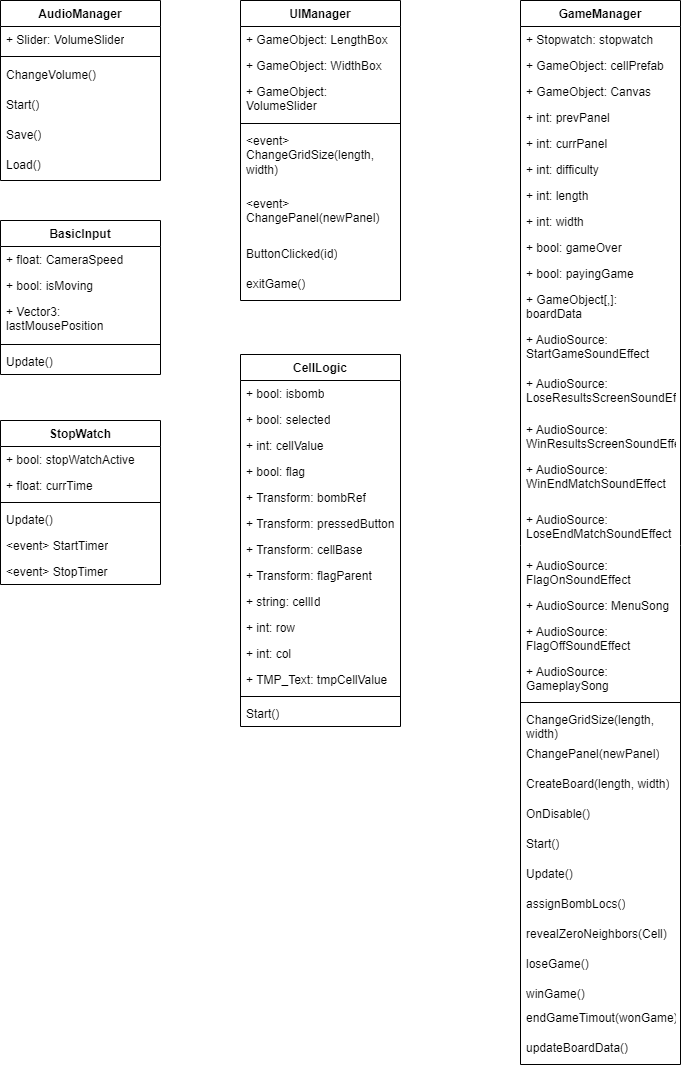 AudioManager
+ Slider: VolumeSlider
ChangeVolume()
Start()
Save()
Load()
BasicInput
+ float: CameraSpeed
+ bool: isMoving
+ Vector3:
lastMousePosition
Update()
StopWatch
+ bool: stopWatchActive
+ float: currTime
Update()
<event> StartTimer
<event> StopTimer
UIManager
+ GameObject: LengthBox
+ GameObject: WidthBox
+ GameObject:
VolumeSlider
<event>
ChangeGridSize(length,
width)
<event>
ChangePanel(newPanel)
ButtonClicked(id)
exitGame()
CellLogic
+ bool: isbomb
+ bool: selected
+ int: cellValue
+ bool: flag
+ Transform: bombRef
+ Transform: pressedButton
+ Transform: cellBase
+ Transform: flagParent
+ string: cellId
+ int: row
+ int: col
+ TMP_Text: tmpCellValue
Start()
GameManager
+ Stopwatch: stopwatch
+ GameObject: cellPrefab
+ GameObject: Canvas
+ int: prevPanel
+ int: currPanel
+ int: difficulty
+ int: length
+ int: width
+ bool: gameOver
+ bool: payingGame
+ GameObject[,]:
boardData
+ AudioSource:
StartGameSoundEffect
+ AudioSource:
LoseResultsScreenSoundEf
+ AudioSource:
WinResultsScreenSoundEffe
+ AudioSource:
WinEndMatchSoundEffect
+ AudioSource:
LoseEndMatchSoundEffect
+ AudioSource:
FlagOnSoundEffect
+ AudioSource: MenuSong
+ AudioSource:
FlagOffSoundEffect
+ AudioSource:
GameplaySong
ChangeGridSize(length,
width)
ChangePanel(newPanel)
CreateBoard(length, width)
OnDisable()
Start()
Update()
assignBombLocs()
revealZeroNeighbors(Cell)
loseGame()
winGame()
endGameTimout(wonGame)
updateBoardData()